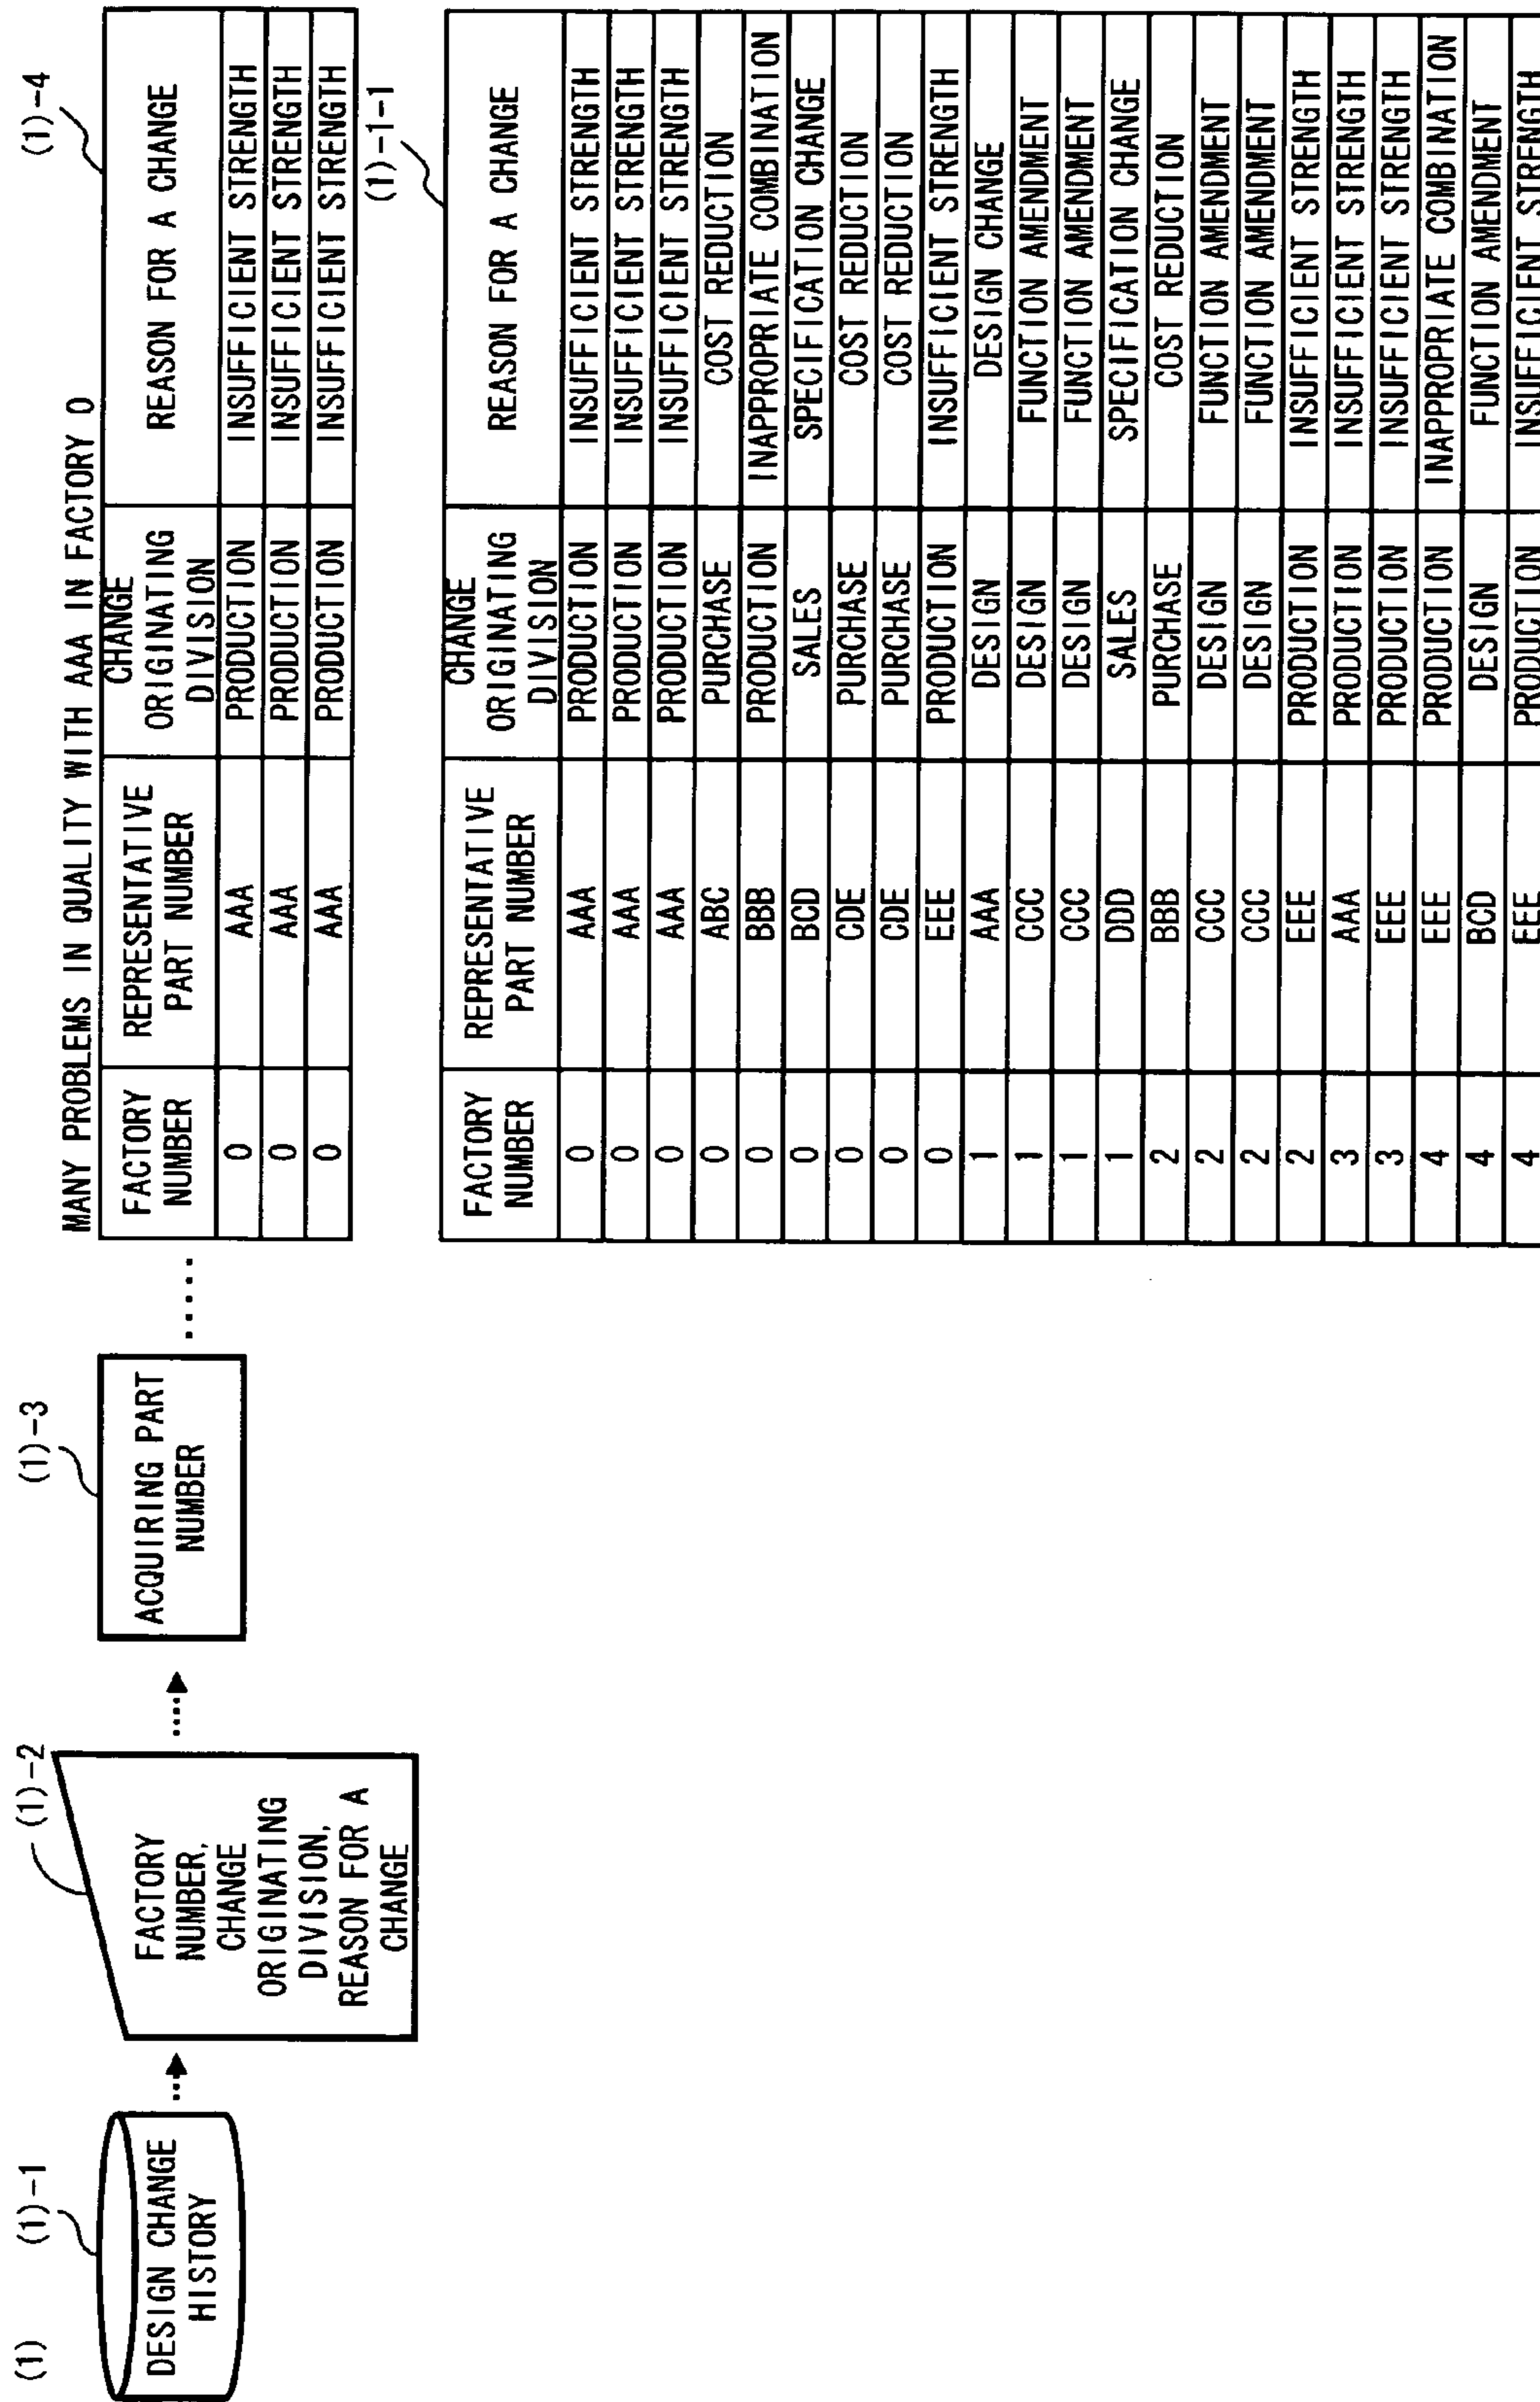 (1)
(1)-1
DESIGN CHANGE
HISTORY
(1)-2
FACTORY
NUMBER,
CHANGE
ORIGINATING
DIVISION,
REASON FOR A
CHANGE
(1)-3
ACQUIRING PART
NUMBER
(1)-4
MANY PROBLEMS IN QUALITY WITH AAA IN FACTORY 0
FACTORY NUMBER REPRESENTATIVE PART NUMBER CHANGE ORIGINATING DIVISION REASON FOR A CHANGE
0 AAA PRODUCTION INSUFFICIENT STRENGTH
0 AAA PRODUCTION INSUFFICIENT STRENGTH
0 AAA PRODUCTION INSUFFICIENT STRENGTH
(1)-1-1
FACTORY NUMBER REPRESENTATIVE PART NUMBER CHANGE ORIGINATING DIVISION REASON FOR A CHANGE
0 AAA PRODUCTION INSUFFICIENT STRENGTH
0 AAA PRODUCTION INSUFFICIENT STRENGTH
0 AAA PRODUCTION INSUFFICIENT STRENGTH
0 ABC PURCHASE COST REDUCTION
0 BBB PRODUCTION INAPPROPRIATE COMBINATION
0 BCD SALES SPECIFICATION CHANGE
0 CDE PURCHASE COST REDUCTION
0 CDE PURCHASE COST REDUCTION
0 EEE PRODUCTION INSUFFICIENT STRENGTH
1 AAA DESIGN DESIGN CHANGE
1 CCC DESIGN FUNCTION AMENDMENT
1 CCC DESIGN FUNCTION AMENDMENT
1 DDD SALES SPECIFICATION CHANGE
2 BBB PURCHASE COST REDUCTION
2 CCC DESIGN FUNCTION AMENDMENT
2 CCC DESIGN FUNCTION AMENDMENT
2 EEE PRODUCTION INSUFFICIENT STRENGTH
3 AAA PRODUCTION INSUFFICIENT STRENGTH
3 EEE PRODUCTION INSUFFICIENT STRENGTH
4 EEE PRODUCTION INAPPROPRIATE COMBINATION
4 BCD DESIGN FUNCTION AMENDMENT
4 EEE PRODUCTION INSUFFICIENT STRENGTH